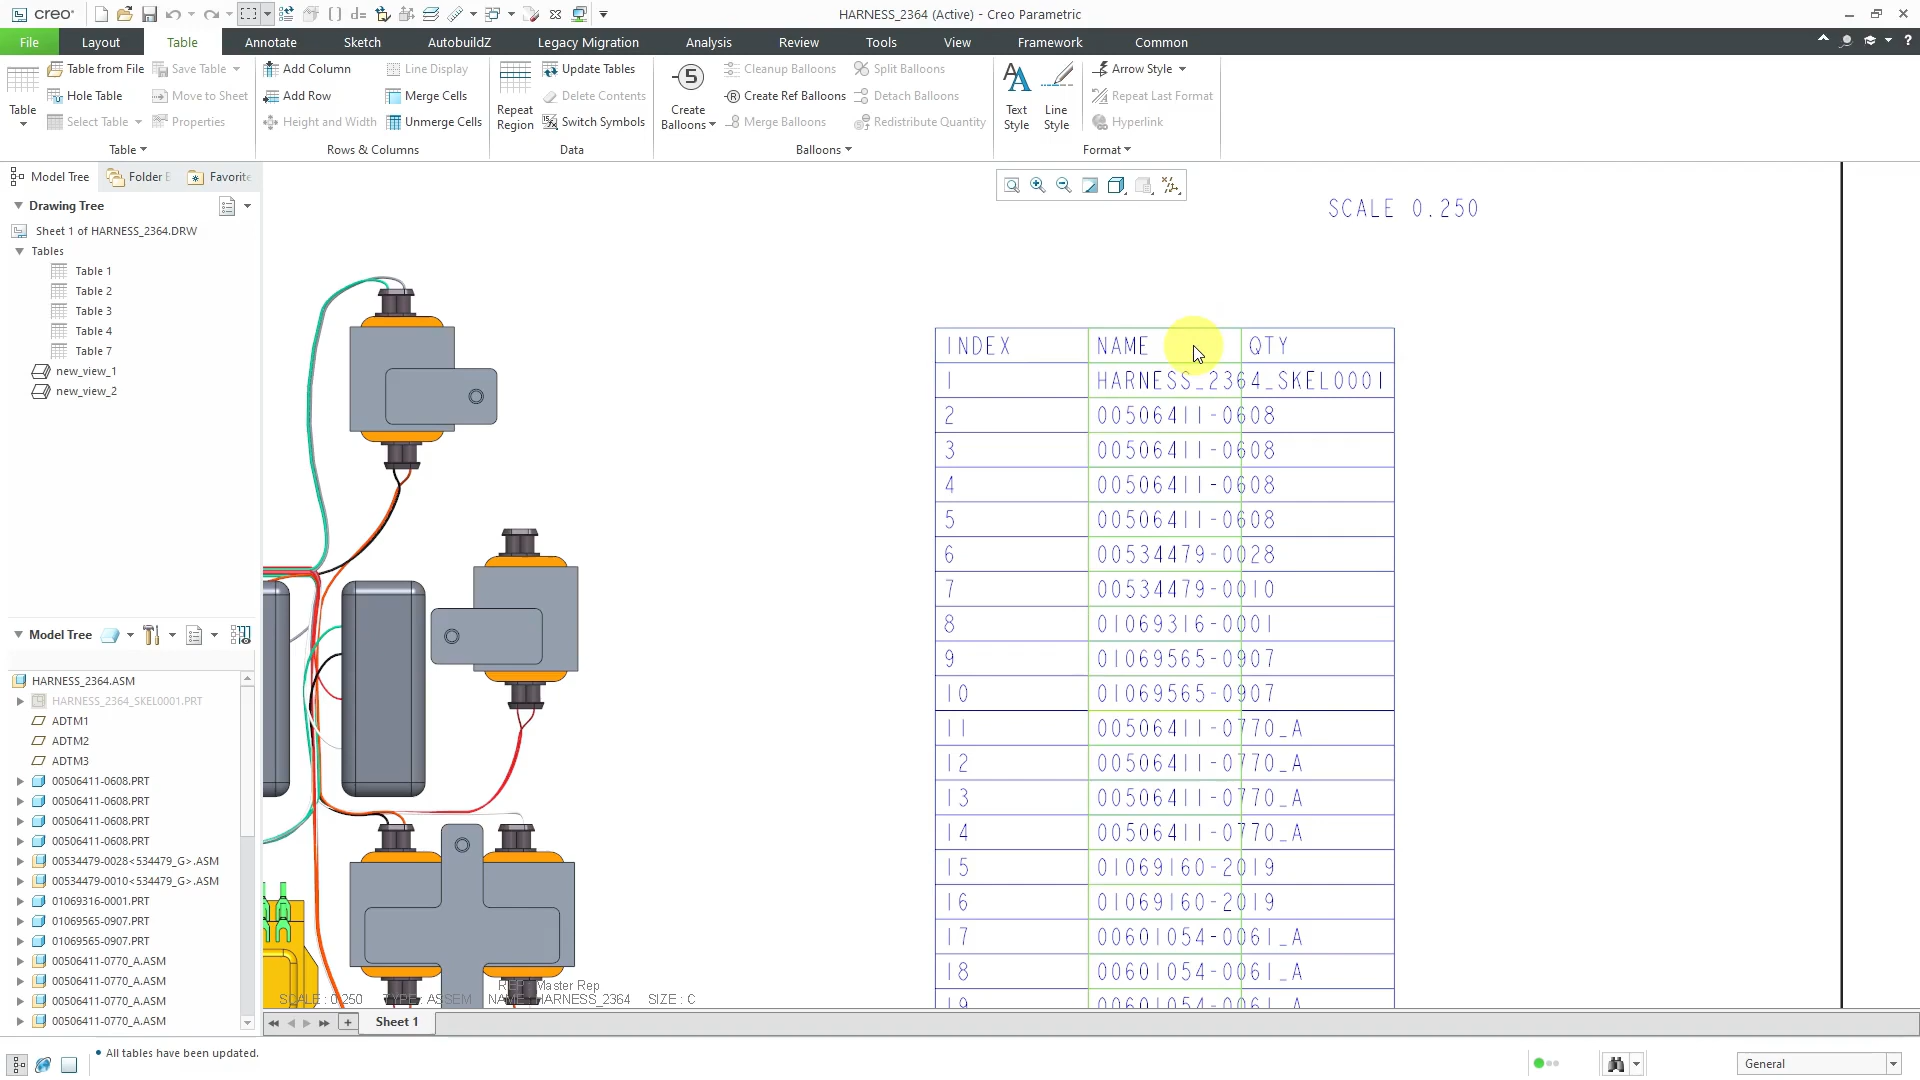 creo
HARNESS_2364 (Active) - Creo Parametric
File Layout Table Annotate Sketch AutobuildZ Legacy Migration Analysis Review Tools View Framework Common
Table from File Save Table Add Column Line Display Update Tables Cleanup Balloons Split Balloons Arrow Style
Hole Table Move to Sheet Add Row Merge Cells Delete Contents Create Ref Balloons Detach Balloons Repeat Last Format
Table Select Table Properties Height and Width Unmerge Cells Repeat Region Switch Symbols Create Balloons Merge Balloons Redistribute Quantity Text Style Line Style Hyperlink
Table Rows & Columns Data Balloons Format
Model Tree Folder Favorite
Drawing Tree
Sheet 1 of HARNESS_2364.DRW
Tables
Table 1
Table 2
Table 3
Table 4
Table 7
new_view_1
new_view_2
Model Tree
HARNESS_2364.ASM
HARNESS_2364_SKEL0001.PRT
ADTM1
ADTM2
ADTM3
00506411-0608.PRT
00506411-0608.PRT
00506411-0608.PRT
00506411-0608.PRT
00534479-0028<534479_G>.ASM
00534479-0010<534479_G>.ASM
01069316-0001.PRT
01069565-0907.PRT
01069565-0907.PRT
00506411-0770_A.ASM
00506411-0770_A.ASM
00506411-0770_A.ASM
00506411-0770_A.ASM
SCALE 0.250
INDEX NAME QTY
1 HARNESS_2364_SKEL0001
2 00506411-0608
3 00506411-0608
4 00506411-0608
5 00506411-0608
6 00534479-0028
7 00534479-0010
8 01069316-0001
9 01069565-0907
10 01069565-0907
11 00506411-0770_A
12 00506411-0770_A
13 00506411-0770_A
14 00506411-0770_A
15 01069160-2019
16 01069160-2019
17 00601054-0061_A
18 00601054-0061_A
19 00601054-0061_A
Master Rep
SCALE : 0.250 TYPE : ASSEM NAME : HARNESS_2364 SIZE : C
Sheet 1
• All tables have been updated.
General